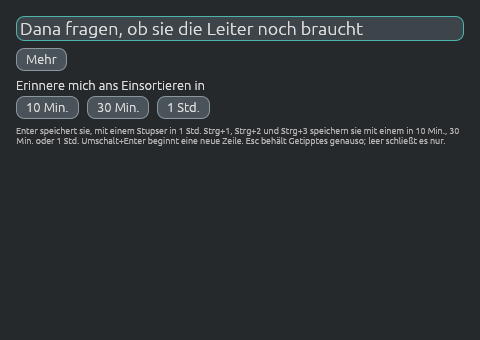 Dana fragen, ob sie die Leiter noch braucht
Mehr
Erinnere mich ans Einsortieren in
10 Min.
30 Min.
1 Std.
Enter speichert sie, mit einem Stupser in 1 Std. Strg+1, Strg+2 und Strg+3 speichern sie mit einem in 10 Min., 30
Min. oder 1 Std. Umschalt+Enter beginnt eine neue Zeile. Esc behält Getipptes genauso; leer schließt es nur.